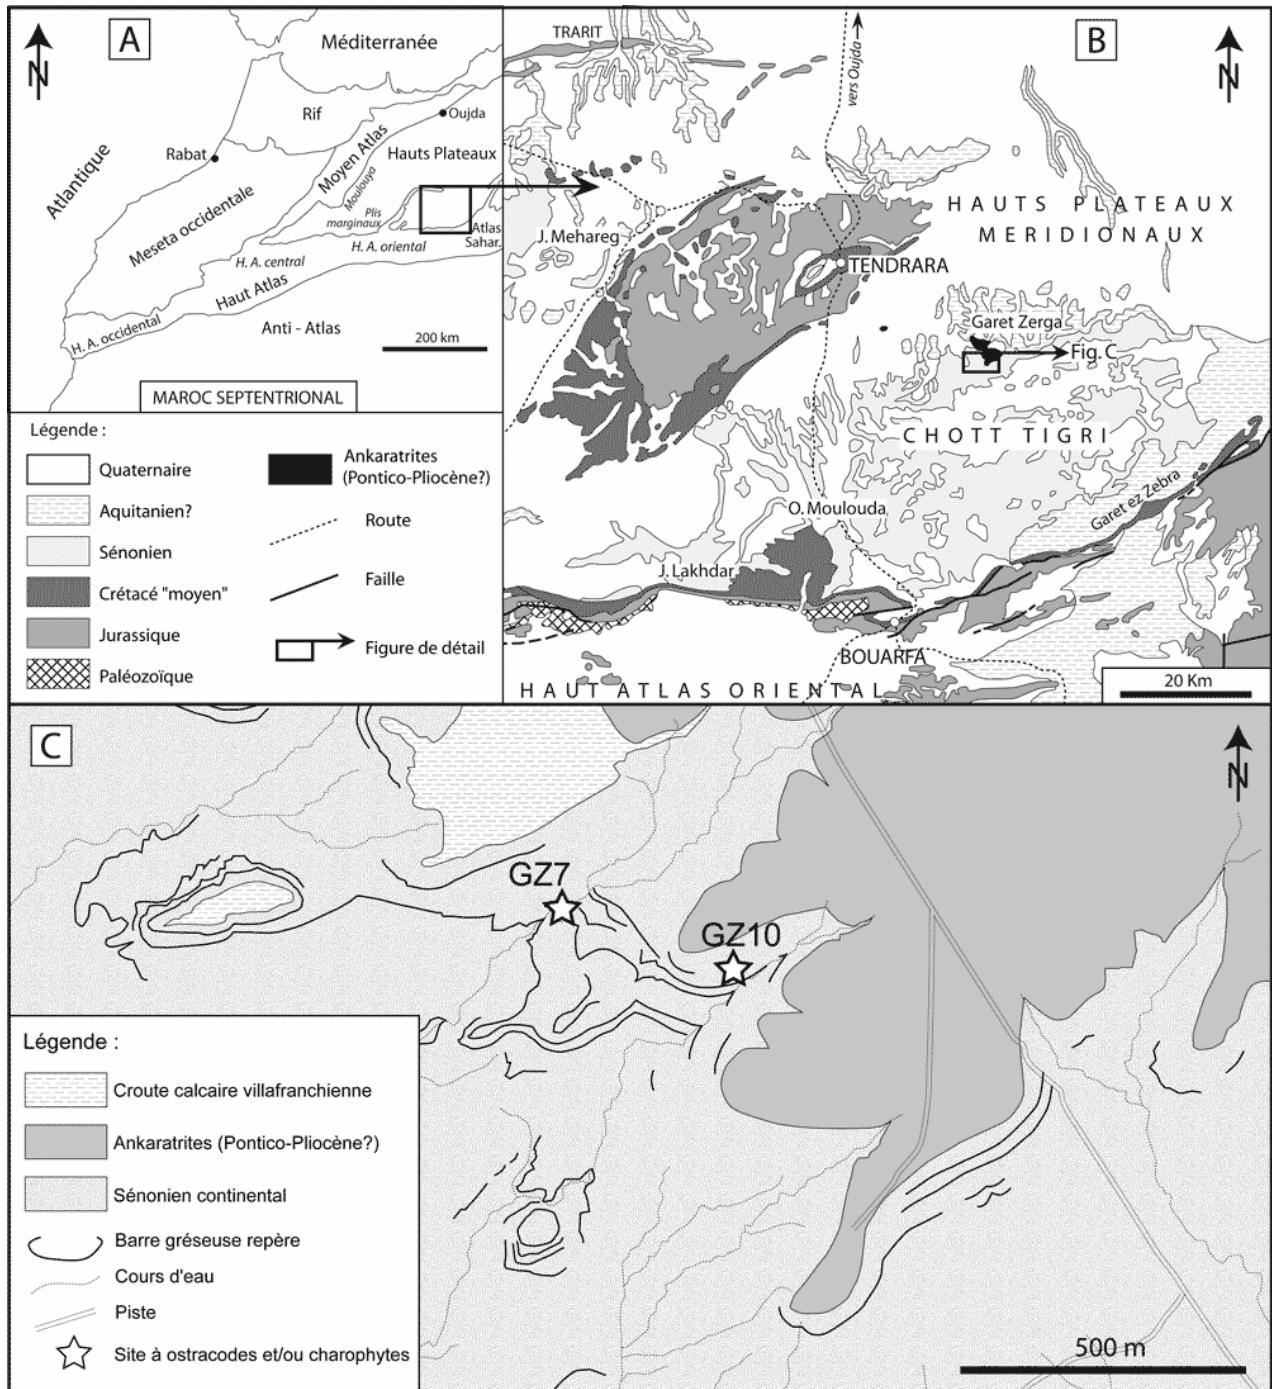 A
N
Méditerranée
Rif
Oujda
Rabat
Moyen Atlas
Hauts Plateaux
Moulouya
Atlantique
Meseta occidentale
Plis
marginaux
Atlas
Sahar.
H. A. oriental
H. A. central
Haut Atlas
H. A. occidental
Anti - Atlas
200 km
MAROC SEPTENTRIONAL
Légende :
Quaternaire
Aquitanien?
Sénonien
Crétacé "moyen"
Jurassique
Paléozoïque
Ankaratrites
(Pontico-Pliocène?)
Route
Faille
Figure de détail
B
N
TRARIT
vers Oujda
HAUTS PLATEAUX
MERIDIONAUX
J. Mehareg
TENDRARA
Garet Zerga
Fig. C
CHOTT TIGRI
Garet ez Zebra
O. Moulouda
J. Lakhdar
BOUARFA
HAUT ATLAS ORIENTAL
20 Km
C
N
GZ7
GZ10
Légende :
Croute calcaire villafranchienne
Ankaratrites (Pontico-Pliocène?)
Sénonien continental
Barre gréseuse repère
Cours d'eau
Piste
Site à ostracodes et/ou charophytes
500 m